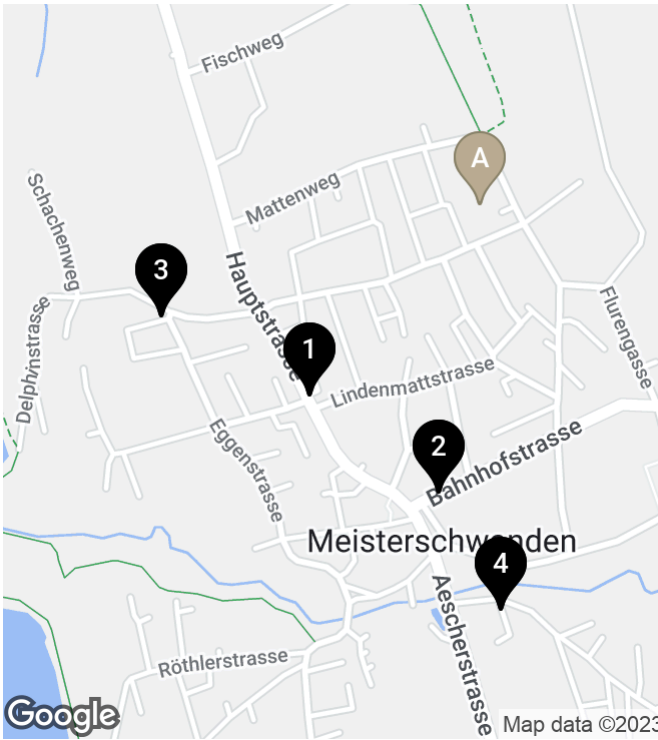 Fischweg
A
Mattenweg
Schachenweg
3
Hauptstrasse
Delphinstrasse
Flurengasse
1
Lindenmattstrasse
Eggenstrasse
2
Bahnhofstrasse
Meisterschwanden
4
Aescherstrasse
Röthlerstrasse
Google
Map data ©2023